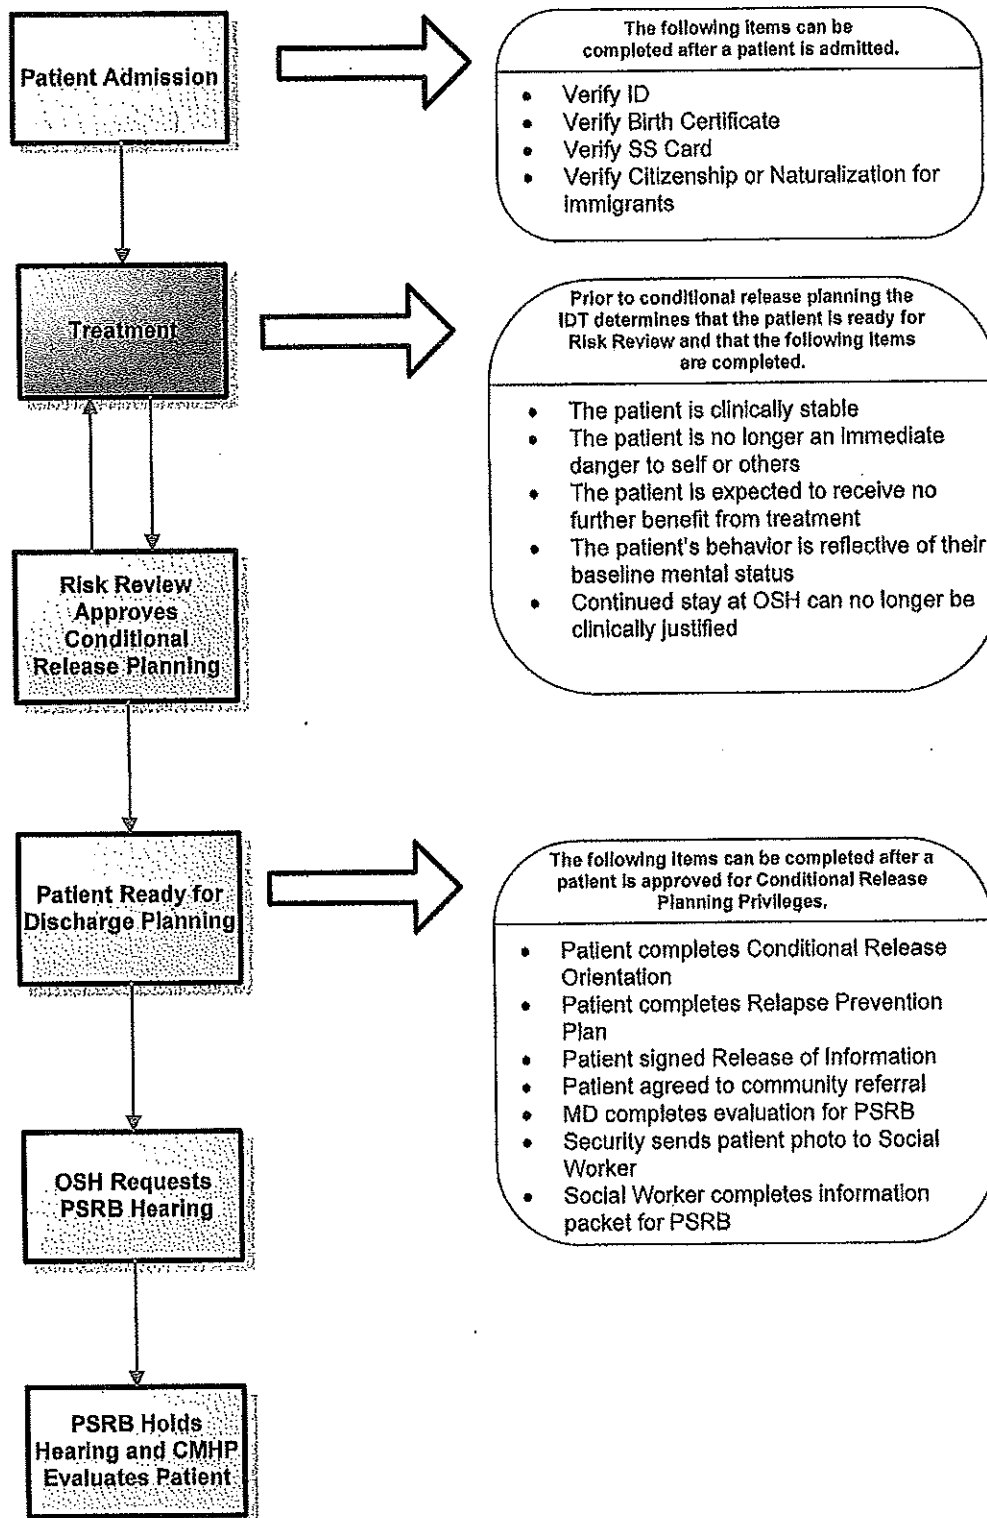 Patient Admission
The following items can be
completed after a patient is admitted.
• Verify ID
• Verify Birth Certificate
• Verify SS Card
• Verify Citizenship or Naturalization for
Immigrants
Treatment
Prior to conditional release planning the
IDT determines that the patient is ready for
Risk Review and that the following items
are completed.
• The patient is clinically stable
• The patient is no longer an immediate
danger to self or others
• The patient is expected to receive no
further benefit from treatment
• The patient's behavior is reflective of their
baseline mental status
• Continued stay at OSH can no longer be
clinically justified
Risk Review
Approves
Conditional
Release Planning
Patient Ready for
Discharge Planning
The following items can be completed after a
patient is approved for Conditional Release
Planning Privileges.
• Patient completes Conditional Release
Orientation
• Patient completes Relapse Prevention
Plan
• Patient signed Release of Information
• Patient agreed to community referral
• MD completes evaluation for PSRB
• Security sends patient photo to Social
Worker
• Social Worker completes information
packet for PSRB
OSH Requests
PSRB Hearing
PSRB Holds
Hearing and CMHP
Evaluates Patient